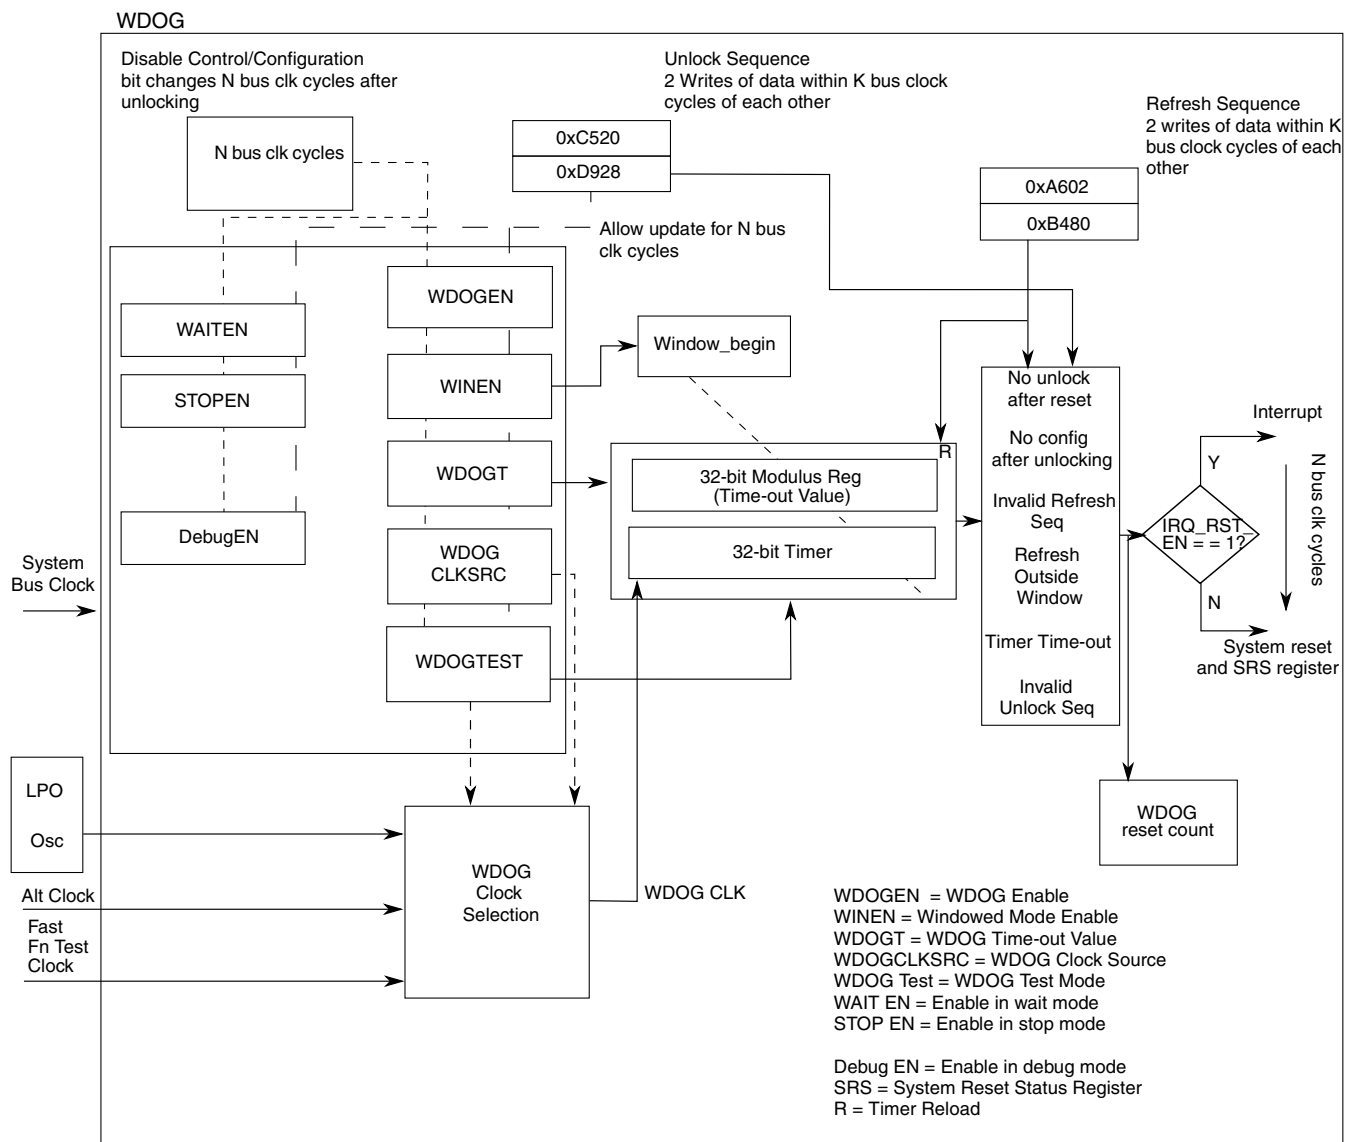 WDOG
Disable Control/Configuration
bit changes N bus clk cycles after
unlocking
N bus clk cycles
Unlock Sequence
2 Writes of data within K bus clock
cycles of each other
0xC520
0xD928
Allow update for N bus
clk cycles
Refresh Sequence
2 writes of data within K
bus clock cycles of each
other
0xA602
0xB480
WDOGEN
WAITEN
WINEN
STOPEN
WDOGT
DebugEN
WDOG
CLKSRC
WDOGTEST
Window_begin
R
32-bit Modulus Reg
(Time-out Value)
32-bit Timer
No unlock
after reset
No config
after unlocking
Invalid Refresh
Seq
Refresh
Outside
Window
Timer Time-out
Invalid
Unlock Seq
Interrupt
Y
IRQ_RST_
EN = = 1?
N
N bus clk cycles
System reset
and SRS register
WDOG
reset count
System
Bus Clock
LPO
Osc
Alt Clock
Fast
Fn Test
Clock
WDOG
Clock
Selection
WDOG CLK
WDOGEN = WDOG Enable
WINEN = Windowed Mode Enable
WDOGT = WDOG Time-out Value
WDOGCLKSRC = WDOG Clock Source
WDOG Test = WDOG Test Mode
WAIT EN = Enable in wait mode
STOP EN = Enable in stop mode
Debug EN = Enable in debug mode
SRS = System Reset Status Register
R = Timer Reload